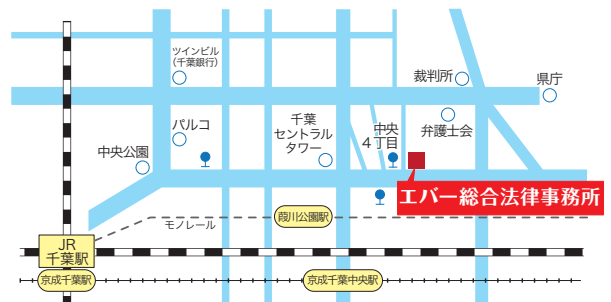 ツインビル
(千葉銀行)
裁判所
県庁
パルコ
千葉
セントラル
タワー
中央
4丁目
弁護士会
中央公園
エバー総合法律事務所
葭川公園駅
モノレール
JR
千葉駅
京成千葉駅
京成千葉中央駅